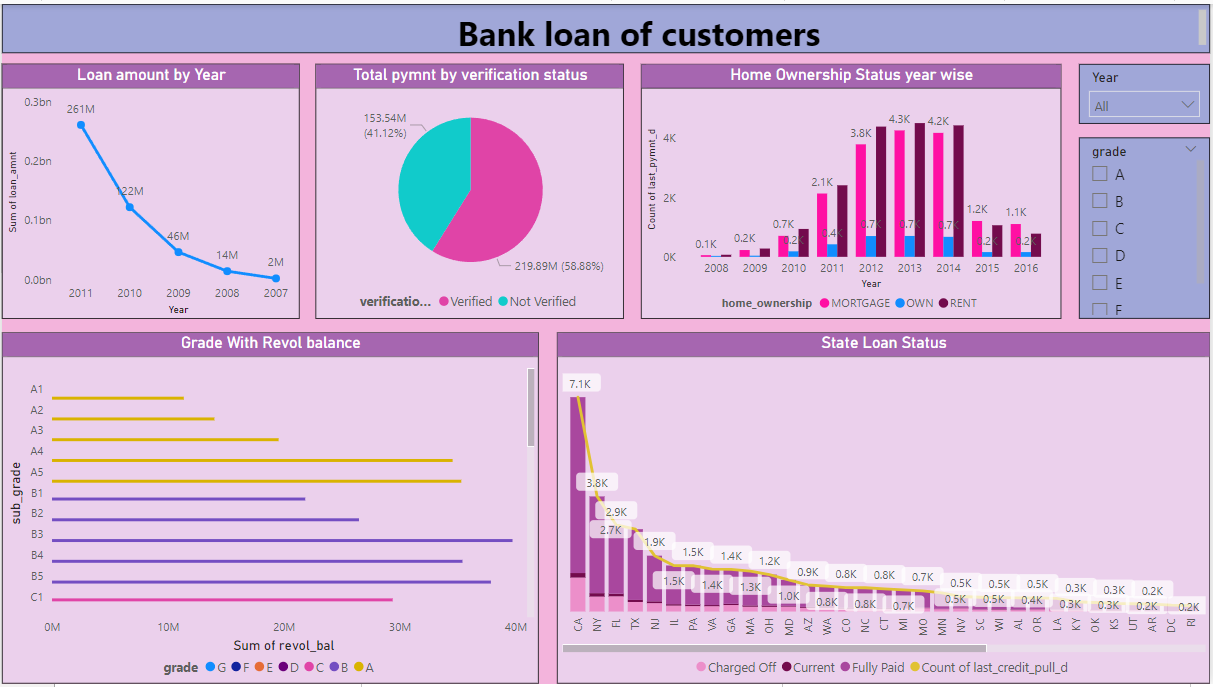 Bank loan of customers
Loan amount by Year
0.3bn
0.2bn
0.1bn
0.0bn
Sum of loan_amnt
261M
122M
46M
14M
2M
2011 2010 2009 2008 2007
Year
Total pymnt by verification status
153.54M
(41.12%)
219.89M (58.88%)
verificatio... Verified Not Verified
Home Ownership Status year wise
4K
2K
0K
Count of last_pymnt_d
0.1K 0.2K 0.7K 2.1K 3.8K 4.3K 4.2K 1.2K 1.1K
0.2K 0.4K 0.7K 0.7K 0.7K 0.2K 0.2K
2008 2009 2010 2011 2012 2013 2014 2015 2016
Year
home_ownership MORTGAGE OWN RENT
Year
All
grade
A
B
C
D
E
F
Grade With Revol balance
sub_grade
A1
A2
A3
A4
A5
B1
B2
B3
B4
B5
C1
0M 10M 20M 30M 40M
Sum of revol_bal
grade G F E D C B A
State Loan Status
7.1K
3.8K 2.9K 2.7K 1.9K 1.5K 1.5K 1.4K 1.4K 1.3K 1.2K 1.0K 0.9K 0.8K 0.8K 0.8K 0.8K 0.7K 0.7K 0.5K 0.5K 0.5K 0.5K 0.5K 0.4K 0.3K 0.3K 0.3K 0.3K 0.2K 0.2K 0.2K
CA NY FL TX NJ IL PA VA GA MA OH MD AZ WA CO NC CT MI MO MN NV SC WI AL OR LA KY OK KS UT AR DC RI
Charged Off Current Fully Paid Count of last_credit_pull_d